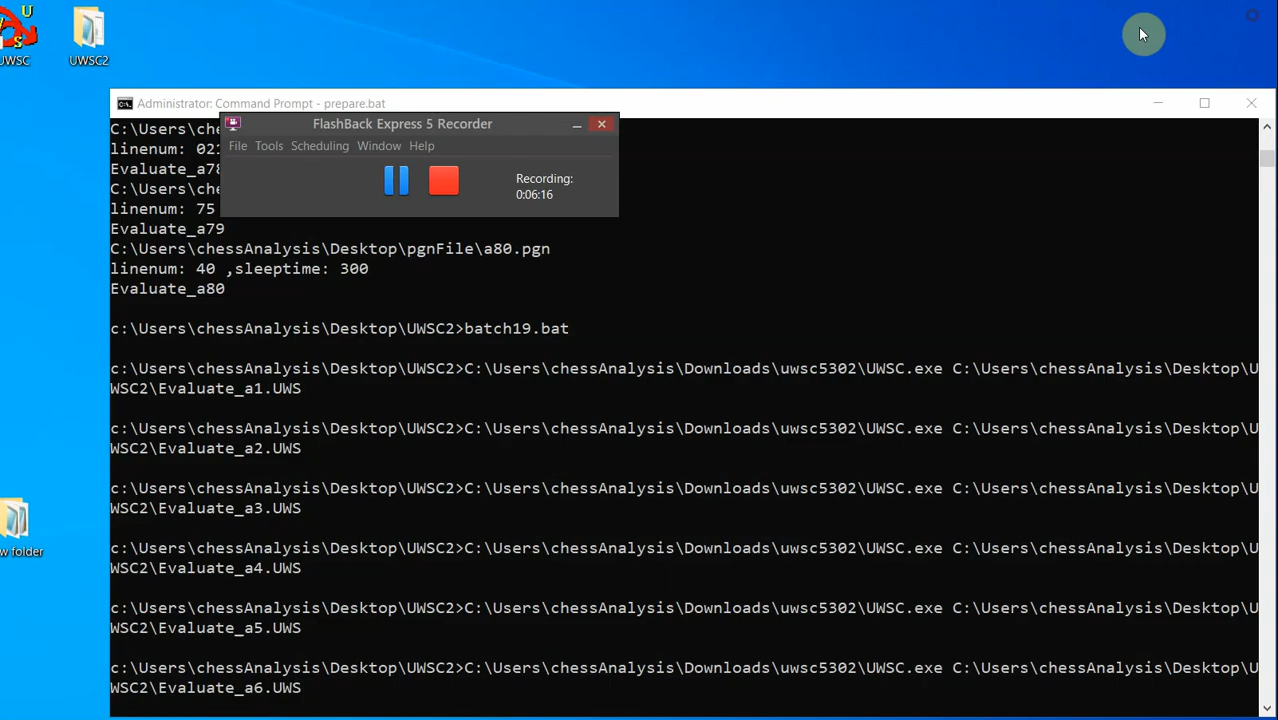 U
S
UWSC
UWSC2
Administrator: Command Prompt - prepare.bat
FlashBack Express 5 Recorder
File Tools Scheduling Window Help
Recording:
0:06:16
C:\Users\che
linenum: 021
Evaluate_a78
C:\Users\che
linenum: 75
Evaluate_a79
C:\Users\chessAnalysis\Desktop\pgnFile\a80.pgn
linenum: 40 ,sleeptime: 300
Evaluate_a80
c:\Users\chessAnalysis\Desktop\UWSC2>batch19.bat
c:\Users\chessAnalysis\Desktop\UWSC2>C:\Users\chessAnalysis\Downloads\uwsc5302\UWSC.exe C:\Users\chessAnalysis\Desktop\U
WSC2\Evaluate_a1.UWS
c:\Users\chessAnalysis\Desktop\UWSC2>C:\Users\chessAnalysis\Downloads\uwsc5302\UWSC.exe C:\Users\chessAnalysis\Desktop\U
WSC2\Evaluate_a2.UWS
c:\Users\chessAnalysis\Desktop\UWSC2>C:\Users\chessAnalysis\Downloads\uwsc5302\UWSC.exe C:\Users\chessAnalysis\Desktop\U
WSC2\Evaluate_a3.UWS
c:\Users\chessAnalysis\Desktop\UWSC2>C:\Users\chessAnalysis\Downloads\uwsc5302\UWSC.exe C:\Users\chessAnalysis\Desktop\U
WSC2\Evaluate_a4.UWS
c:\Users\chessAnalysis\Desktop\UWSC2>C:\Users\chessAnalysis\Downloads\uwsc5302\UWSC.exe C:\Users\chessAnalysis\Desktop\U
WSC2\Evaluate_a5.UWS
c:\Users\chessAnalysis\Desktop\UWSC2>C:\Users\chessAnalysis\Downloads\uwsc5302\UWSC.exe C:\Users\chessAnalysis\Desktop\U
WSC2\Evaluate_a6.UWS
w folder